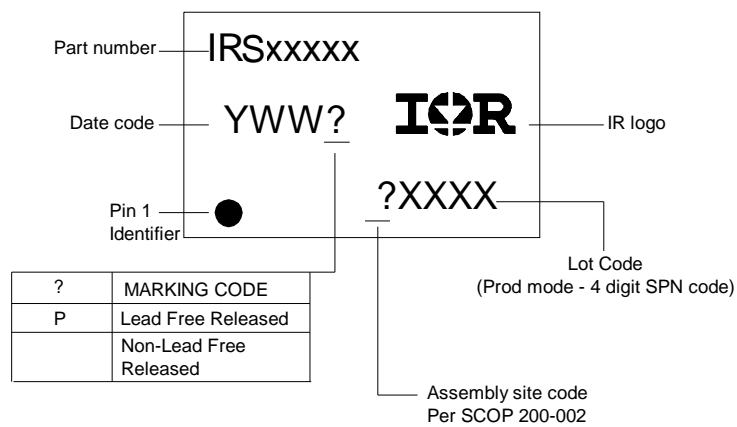 Part number
IRSxxxxx
Date code
YWW?
IOR
IR logo
?XXXX
Pin 1
Identifier
Lot Code
(Prod mode - 4 digit SPN code)
? MARKING CODE
P Lead Free Released
Non-Lead Free
Released
Assembly site code
Per SCOP 200-002